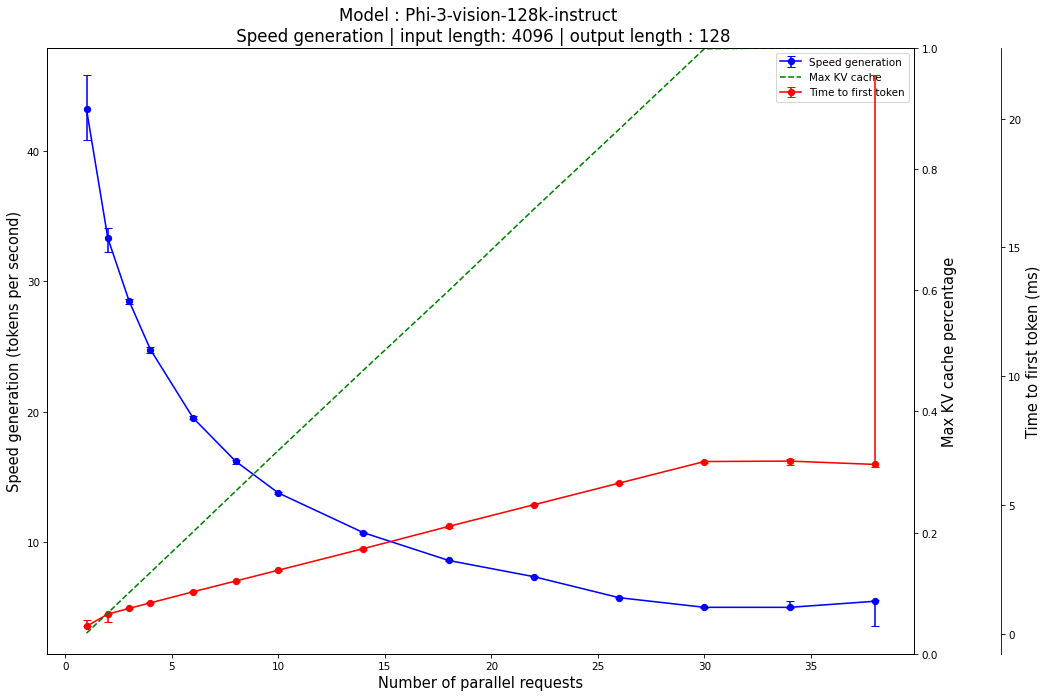 Model : Phi-3-vision-128k-instruct
Speed generation | input length: 4096 | output length : 128
Speed generation
Max KV cache
Time to first token
Speed generation (tokens per second)
40
30
20
10
1.0
0.8
0.6
0.4
0.2
0.0
Max KV cache percentage
20
15
10
5
0
Time to first token (ms)
0 5 10 15 20 25 30 35
Number of parallel requests